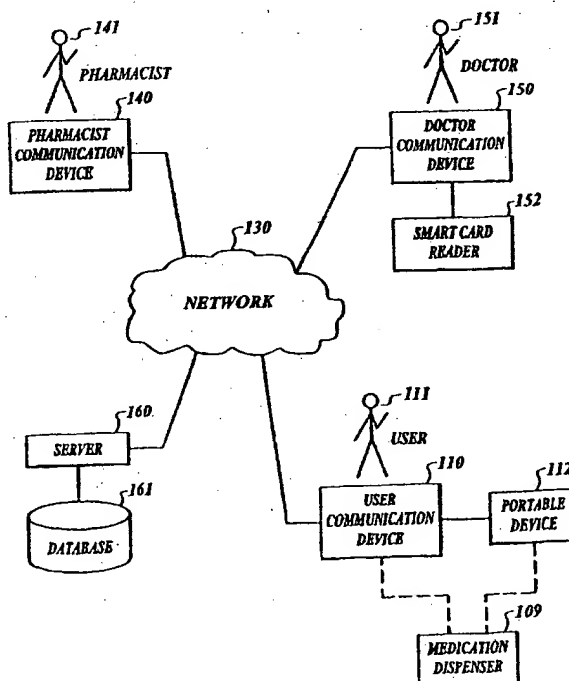 141
PHARMACIST
140
PHARMACIST
COMMUNICATION
DEVICE
151
DOCTOR
150
DOCTOR
COMMUNICATION
DEVICE
152
SMART CARD
READER
130
NETWORK
160
SERVER
161
DATABASE
111
USER
110
USER
COMMUNICATION
DEVICE
112
PORTABLE
DEVICE
109
MEDICATION
DISPENSER